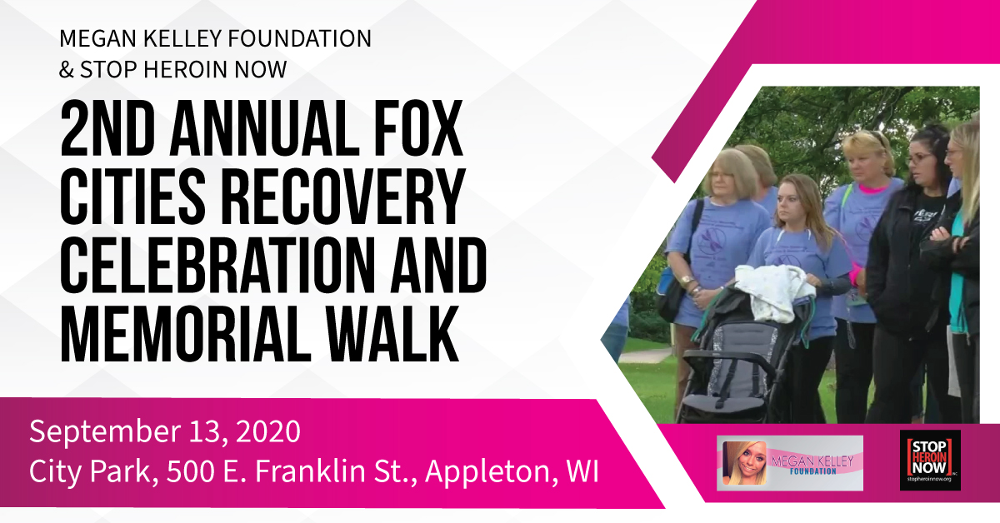 MEGAN KELLEY FOUNDATION
& STOP HEROIN NOW
2ND ANNUAL FOX
CITIES RECOVERY
CELEBRATION AND
MEMORIAL WALK
September 13, 2020
City Park, 500 E. Franklin St., Appleton, WI
MEGAN KELLEY
FOUNDATION
STOP
HEROIN
NOW
INC
stopheroinnow.org